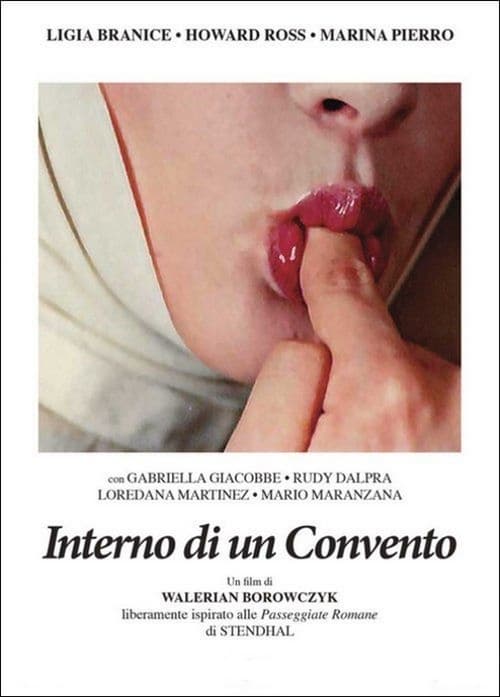 LIGIA BRANICE • HOWARD ROSS • MARINA PIERRO
con GABRIELLA GIACOBBE • RUDY DALPRA
LOREDANA MARTINEZ • MARIO MARANZANA
Interno di un Convento
Un film di
WALERIAN BOROWCZYK
liberamente ispirato alle Passeggiate Romane
di STENDHAL